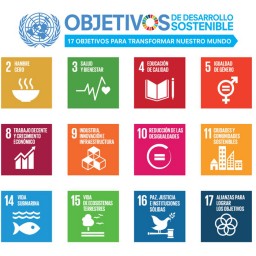 OBJETIVOS DE DESARROLLO SOSTENIBLE
17 OBJETIVOS PARA TRANSFORMAR NUESTRO MUNDO
2 HAMBRE CERO
3 SALUD Y BIENESTAR
4 EDUCACIÓN DE CALIDAD
5 IGUALDAD DE GÉNERO
8 TRABAJO DECENTE Y CRECIMIENTO ECONÓMICO
9 INDUSTRIA, INNOVACIÓN E INFRAESTRUCTURA
10 REDUCCIÓN DE LAS DESIGUALDADES
11 CIUDADES Y COMUNIDADES SOSTENIBLES
14 VIDA SUBMARINA
15 VIDA DE ECOSISTEMAS TERRESTRES
16 PAZ, JUSTICIA E INSTITUCIONES SÓLIDAS
17 ALIANZAS PARA LOGRAR LOS OBJETIVOS